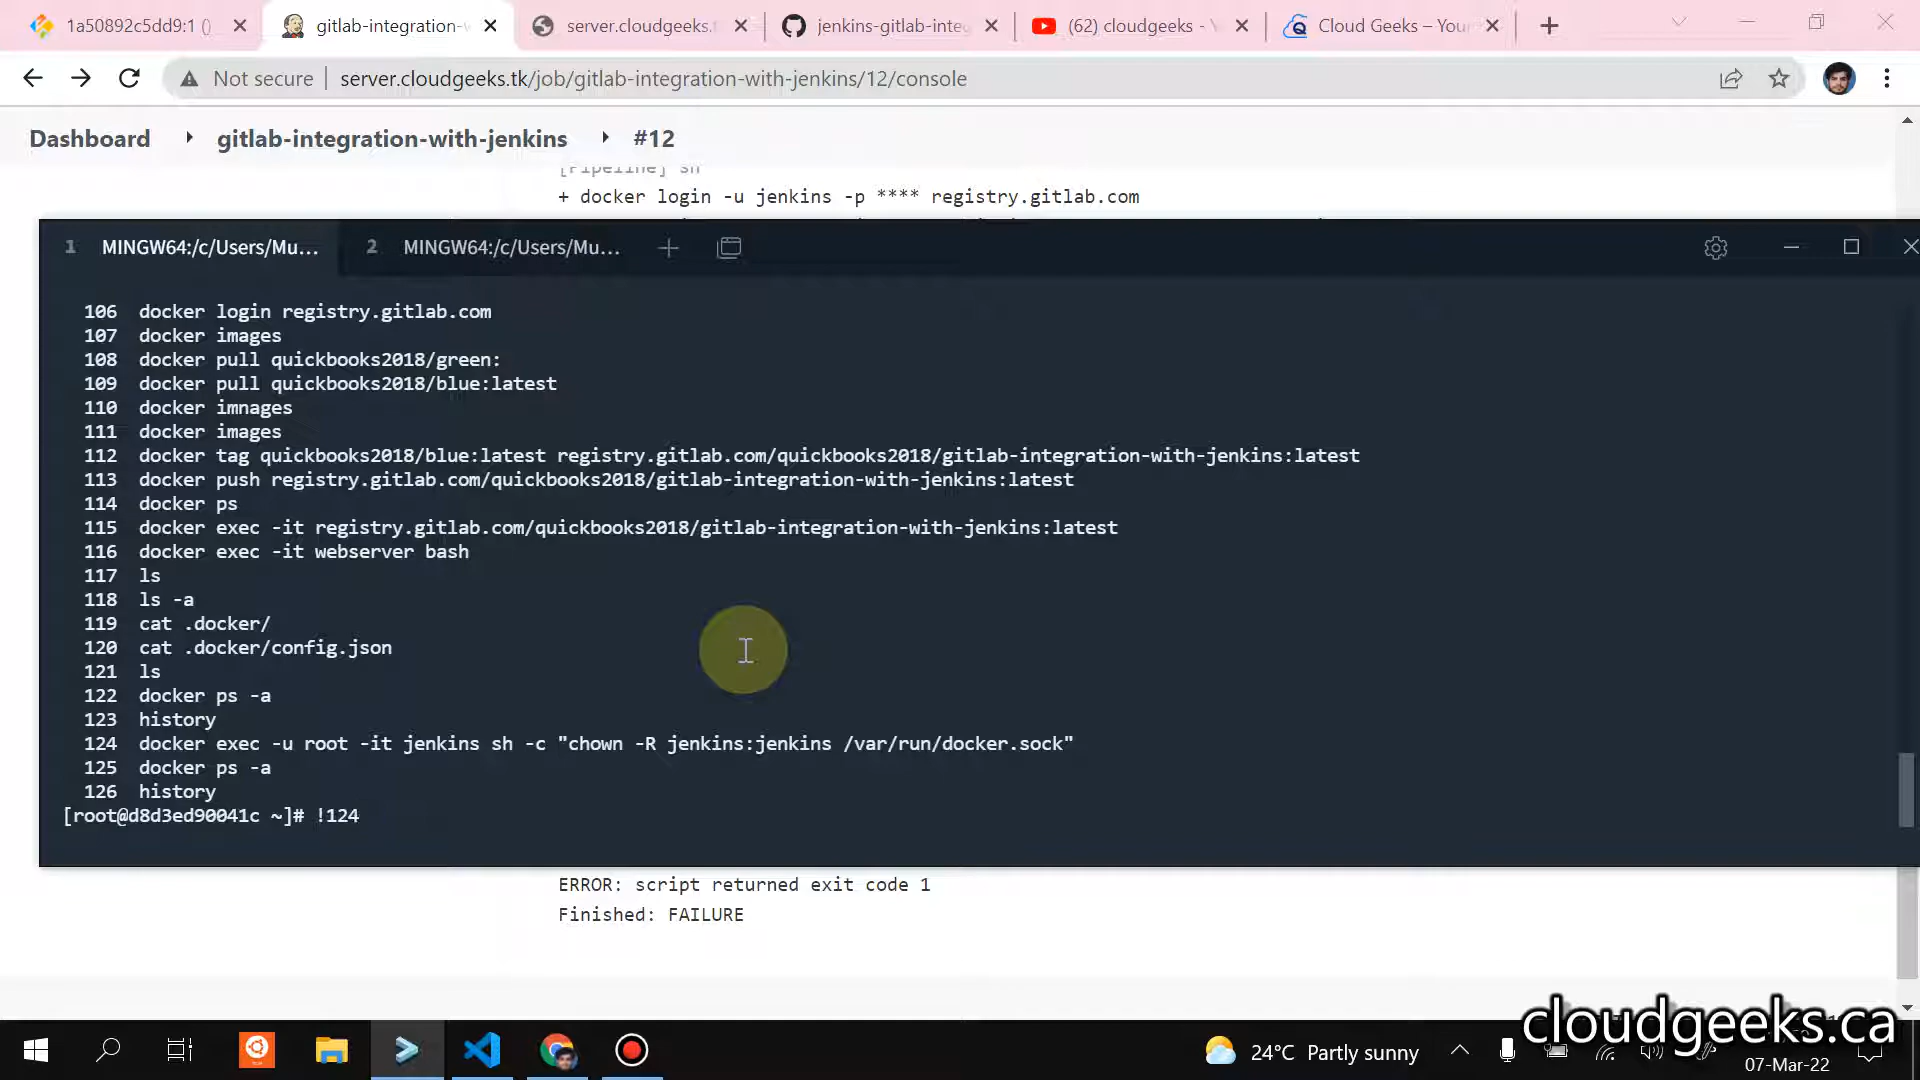 1a50892c5dd9:1 ()
gitlab-integration-
server.cloudgeeks.
jenkins-gitlab-inte
(62) cloudgeeks -
Cloud Geeks – Your
Not secure
server.cloudgeeks.tk/job/gitlab-integration-with-jenkins/12/console
Dashboard
gitlab-integration-with-jenkins
#12
[Pipeline] sh
+ docker login -u jenkins -p **** registry.gitlab.com
1 MINGW64:/c/Users/Mu...
2 MINGW64:/c/Users/Mu...
106 docker login registry.gitlab.com
107 docker images
108 docker pull quickbooks2018/green:
109 docker pull quickbooks2018/blue:latest
110 docker imnages
111 docker images
112 docker tag quickbooks2018/blue:latest registry.gitlab.com/quickbooks2018/gitlab-integration-with-jenkins:latest
113 docker push registry.gitlab.com/quickbooks2018/gitlab-integration-with-jenkins:latest
114 docker ps
115 docker exec -it registry.gitlab.com/quickbooks2018/gitlab-integration-with-jenkins:latest
116 docker exec -it webserver bash
117 ls
118 ls -a
119 cat .docker/
120 cat .docker/config.json
121 ls
122 docker ps -a
123 history
124 docker exec -u root -it jenkins sh -c "chown -R jenkins:jenkins /var/run/docker.sock"
125 docker ps -a
126 history
[root@d8d3ed90041c ~]# !124
ERROR: script returned exit code 1
Finished: FAILURE
cloudgeeks.ca
24°C Partly sunny
07-Mar-22